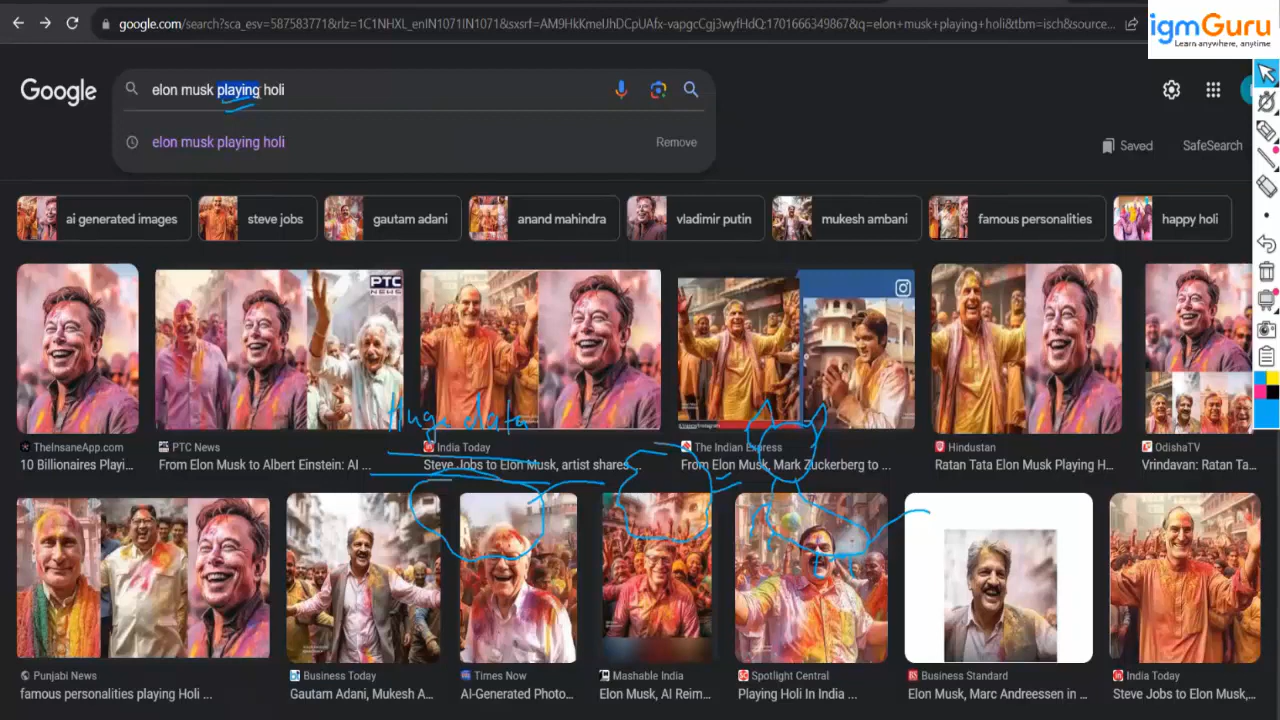 google.com/search?sca_esv=587583771&rlz=1C1NHXL_enIN1071IN1071&sxsrf=AM9HkKmeIJhDCpUAfx-vapgcCgj3wyfHdQ:1701666349867&q=elon+musk+playing+holi&tbm=isch&source...
igmGuru
Learn anywhere, anytime
Google
elon musk playing holi
elon musk playing holi
Remove
Saved
SafeSearch
ai generated images
steve jobs
gautam adani
anand mahindra
vladimir putin
mukesh ambani
famous personalities
happy holi
PTC
NEWS
Huge data
TheInsaneApp.com
10 Billionaires Playi...
PTC News
From Elon Musk to Albert Einstein: AI ...
India Today
Steve Jobs to Elon Musk, artist shares ...
The Indian Express
From Elon Musk, Mark Zuckerberg to ...
Hindustan
Ratan Tata Elon Musk Playing H...
OdishaTV
Vrindavan: Ratan Ta...
Punjabi News
famous personalities playing Holi ...
Business Today
Gautam Adani, Mukesh A...
Times Now
AI-Generated Photo...
Mashable India
Elon Musk, AI Reim...
Spotlight Central
Playing Holi In India ...
Business Standard
Elon Musk, Marc Andreessen in ...
India Today
Steve Jobs to Elon Musk,...